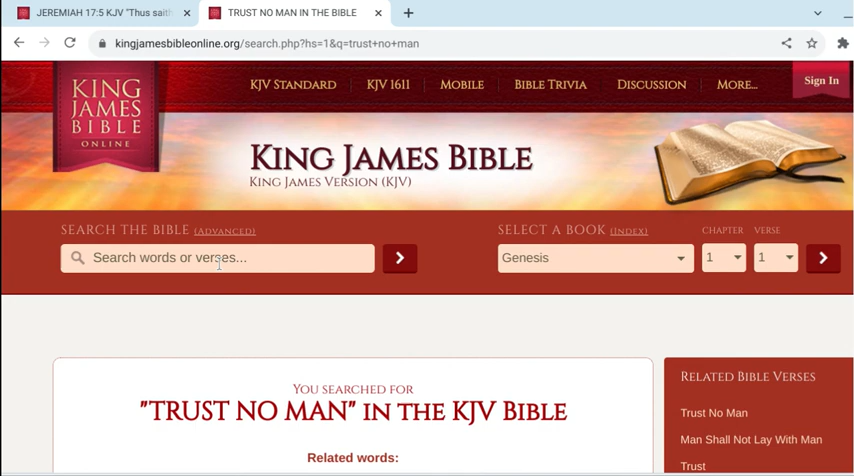 JEREMIAH 17:5 KJV "Thus saith
TRUST NO MAN IN THE BIBLE
kingjamesbibleonline.org/search.php?hs=1&q=trust+no+man
KING
JAMES
BIBLE
ONLINE
KJV STANDARD
KJV 1611
MOBILE
BIBLE TRIVIA
DISCUSSION
MORE...
Sign In
KING JAMES BIBLE
KING JAMES VERSION (KJV)
SEARCH THE BIBLE (ADVANCED)
SELECT A BOOK (INDEX)
CHAPTER
VERSE
Search words or verses...
Genesis
1
1
YOU SEARCHED FOR
"TRUST NO MAN" IN THE KJV BIBLE
Related words:
RELATED BIBLE VERSES
Trust No Man
Man Shall Not Lay With Man
Trust